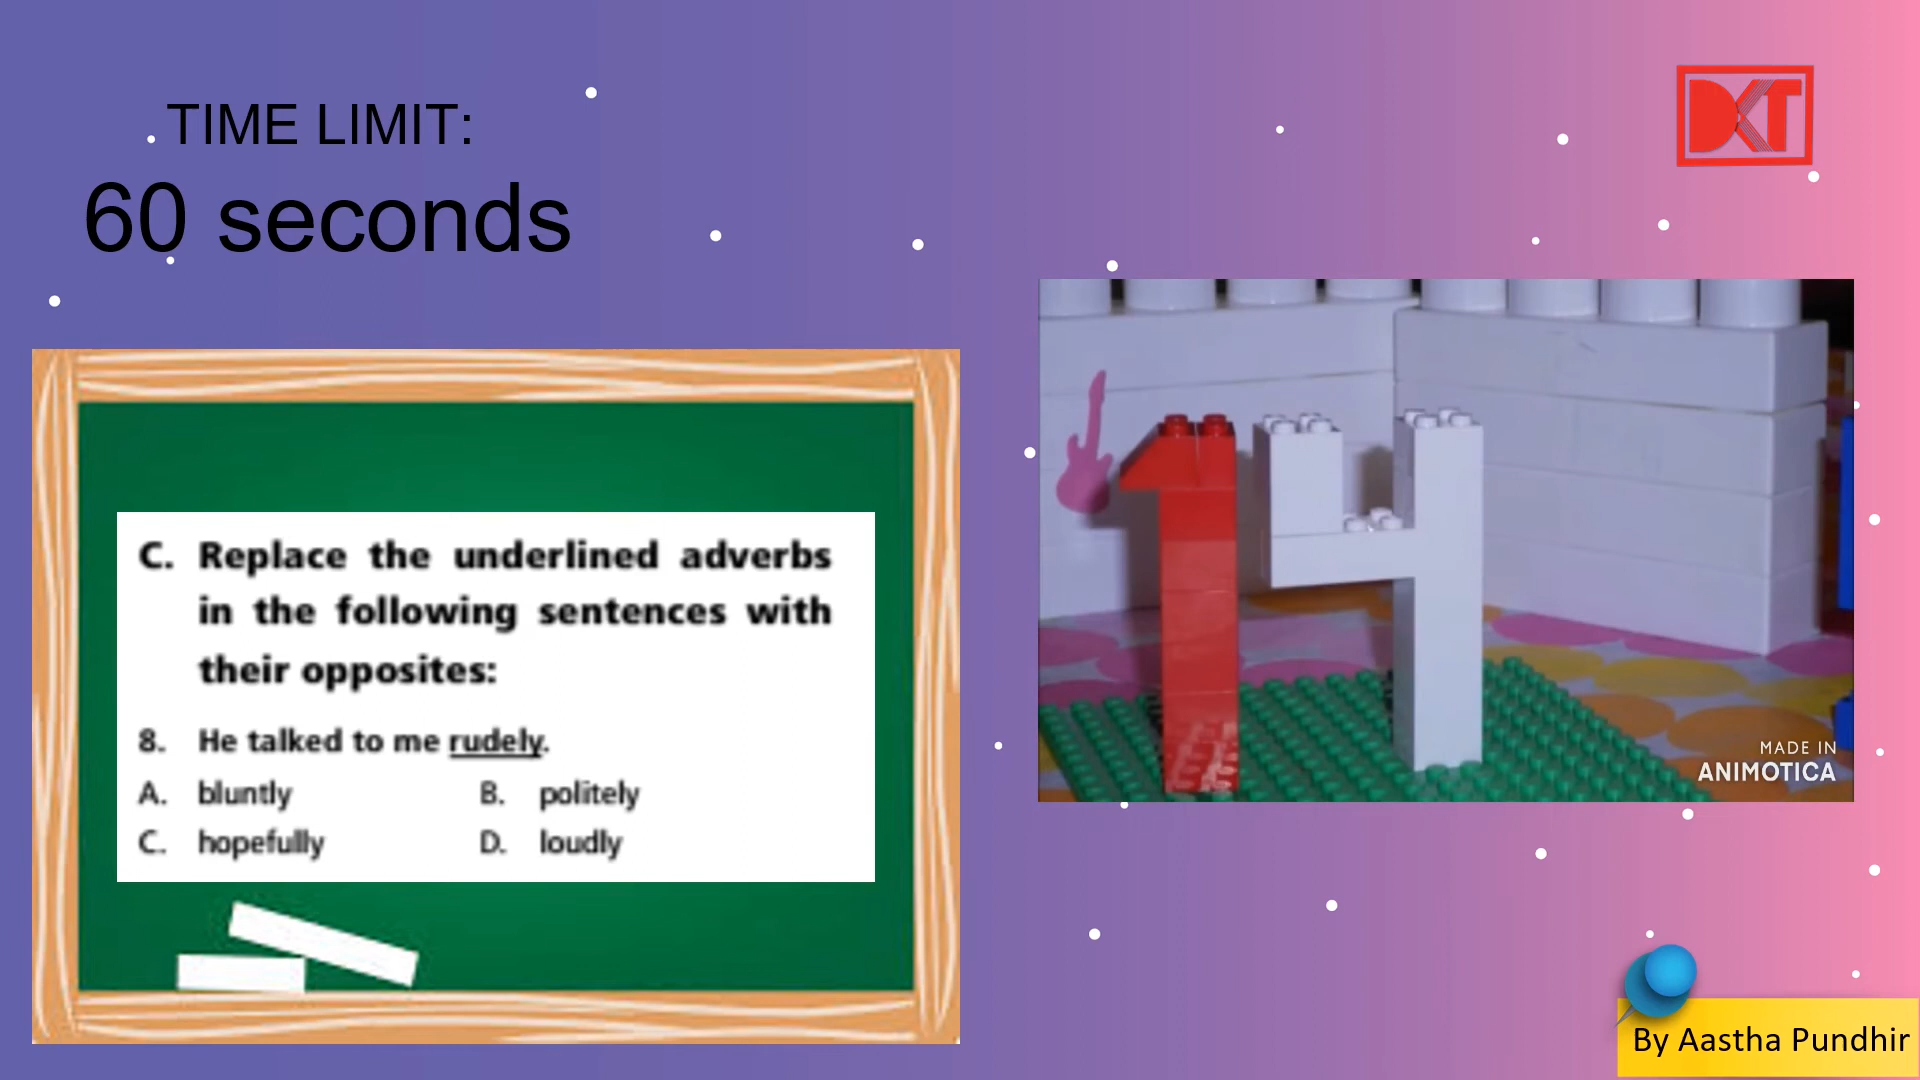 TIME LIMIT:
60 seconds
DKT
C. Replace the underlined adverbs
in the following sentences with
their opposites:
8. He talked to me rudely.
A. bluntly B. politely
C. hopefully D. loudly
14
MADE IN
ANIMOTICA
By Aastha Pundhir